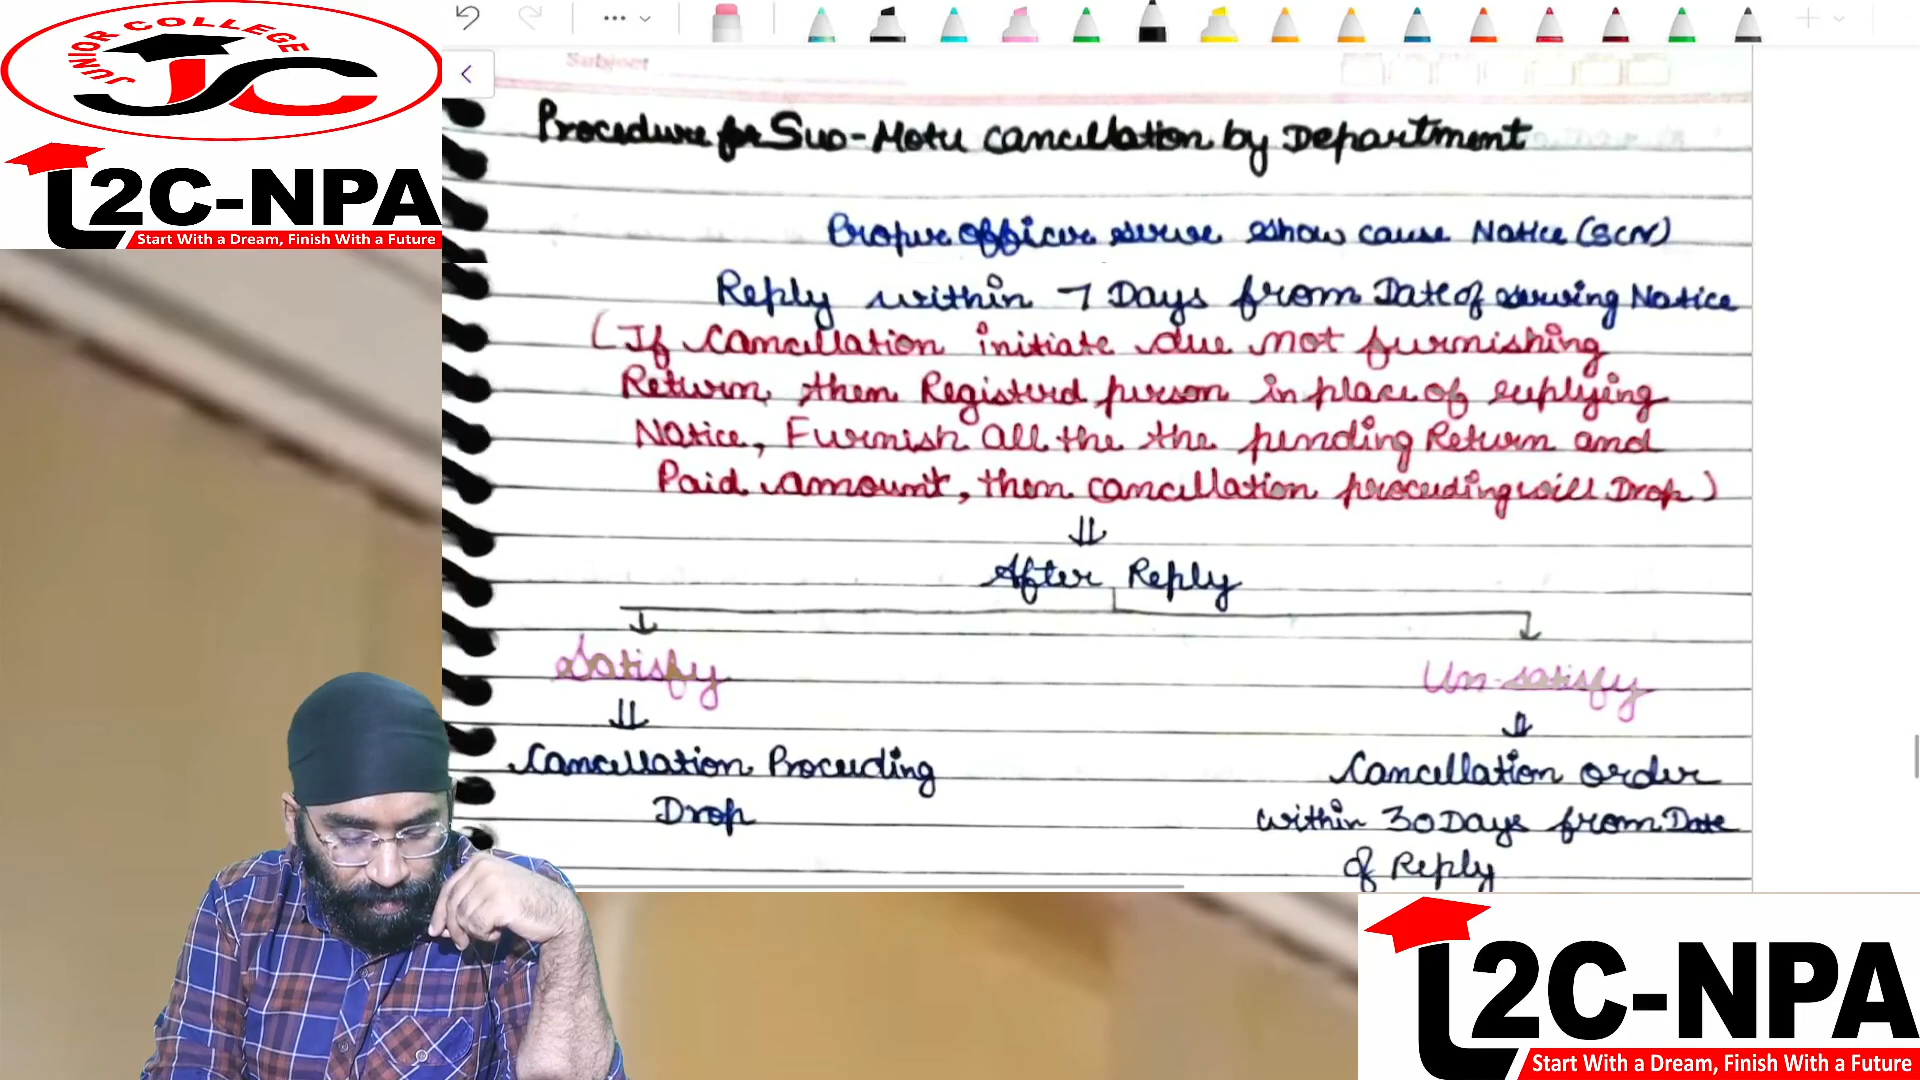 JUNIOR COLLEGE
JC
L2C-NPA
Start With a Dream, Finish With a Future
Subject
Procedure for Suo-Motu cancellation by Department
Proper officer serve show cause Notice (SCN)
Reply within 7 Days from Date of serving Notice
(If cancellation initiate due not furnishing
Return, then Registerd person in place of replying
Notice, Furnish all the the pending Return and
Paid amount, then cancellation proceeding will Drop)
After Reply
Satisfy
Un-satisfy
Cancellation Proceeding
Drop
Cancellation order
within 30 Days from Date
of Reply
L2C-NPA
Start With a Dream, Finish With a Future